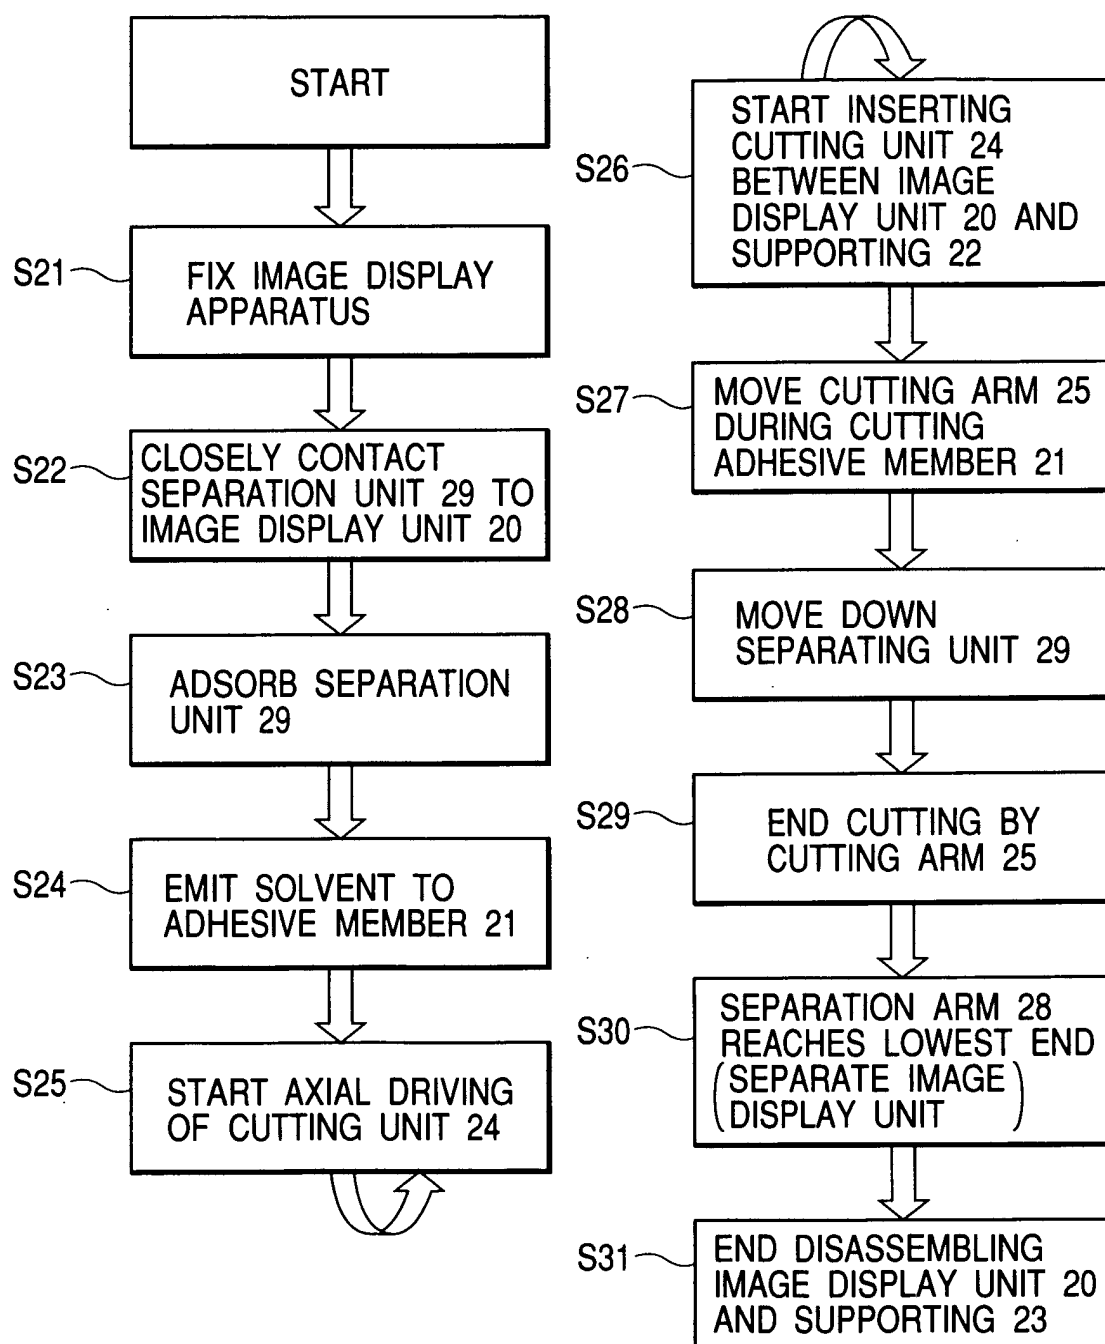 START
S21
FIX IMAGE DISPLAY
APPARATUS
S22
CLOSELY CONTACT
SEPARATION UNIT 29 TO
IMAGE DISPLAY UNIT 20
S23
ADSORB SEPARATION
UNIT 29
S24
EMIT SOLVENT TO
ADHESIVE MEMBER 21
S25
START AXIAL DRIVING
OF CUTTING UNIT 24
S26
START INSERTING
CUTTING UNIT 24
BETWEEN IMAGE
DISPLAY UNIT 20 AND
SUPPORTING 22
S27
MOVE CUTTING ARM 25
DURING CUTTING
ADHESIVE MEMBER 21
S28
MOVE DOWN
SEPARATING UNIT 29
S29
END CUTTING BY
CUTTING ARM 25
S30
SEPARATION ARM 28
REACHES LOWEST END
(SEPARATE IMAGE
DISPLAY UNIT)
S31
END DISASSEMBLING
IMAGE DISPLAY UNIT 20
AND SUPPORTING 23